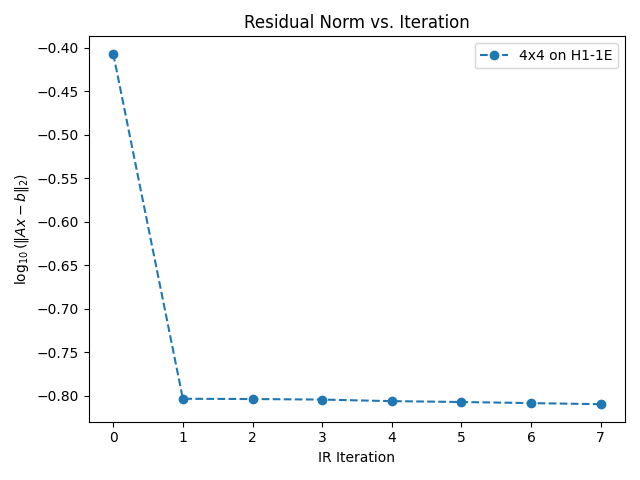 Residual Norm vs. Iteration
4x4 on H1-1E
log₁₀(‖Ax − b‖₂)
−0.40
−0.45
−0.50
−0.55
−0.60
−0.65
−0.70
−0.75
−0.80
0 1 2 3 4 5 6 7
IR Iteration